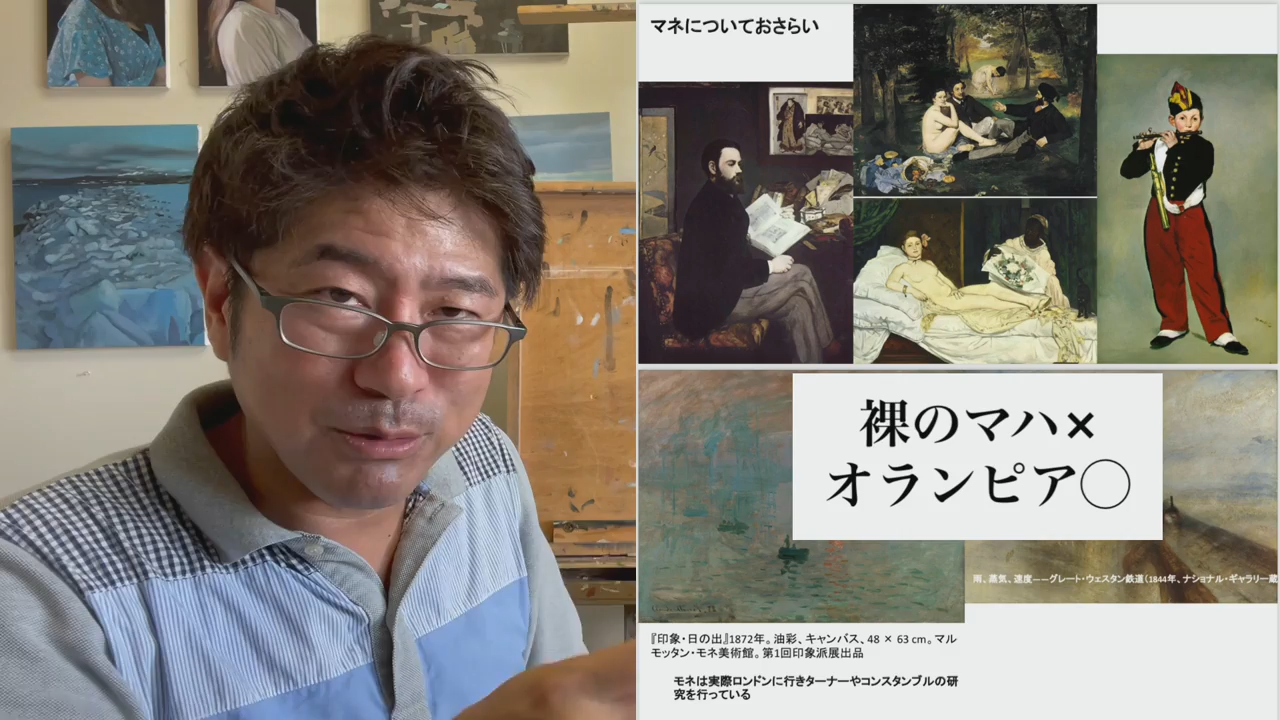 マネについておさらい
裸のマハ×
オランピア○
雨、蒸気、速度——グレート・ウェスタン鉄道（1844年、ナショナル・ギャラリー蔵
『印象・日の出』1872年。油彩、キャンバス、48 × 63 cm。マル
モッタン・モネ美術館。第1回印象派展出品
モネは実際ロンドンに行きターナーやコンスタンブルの研
究を行っている